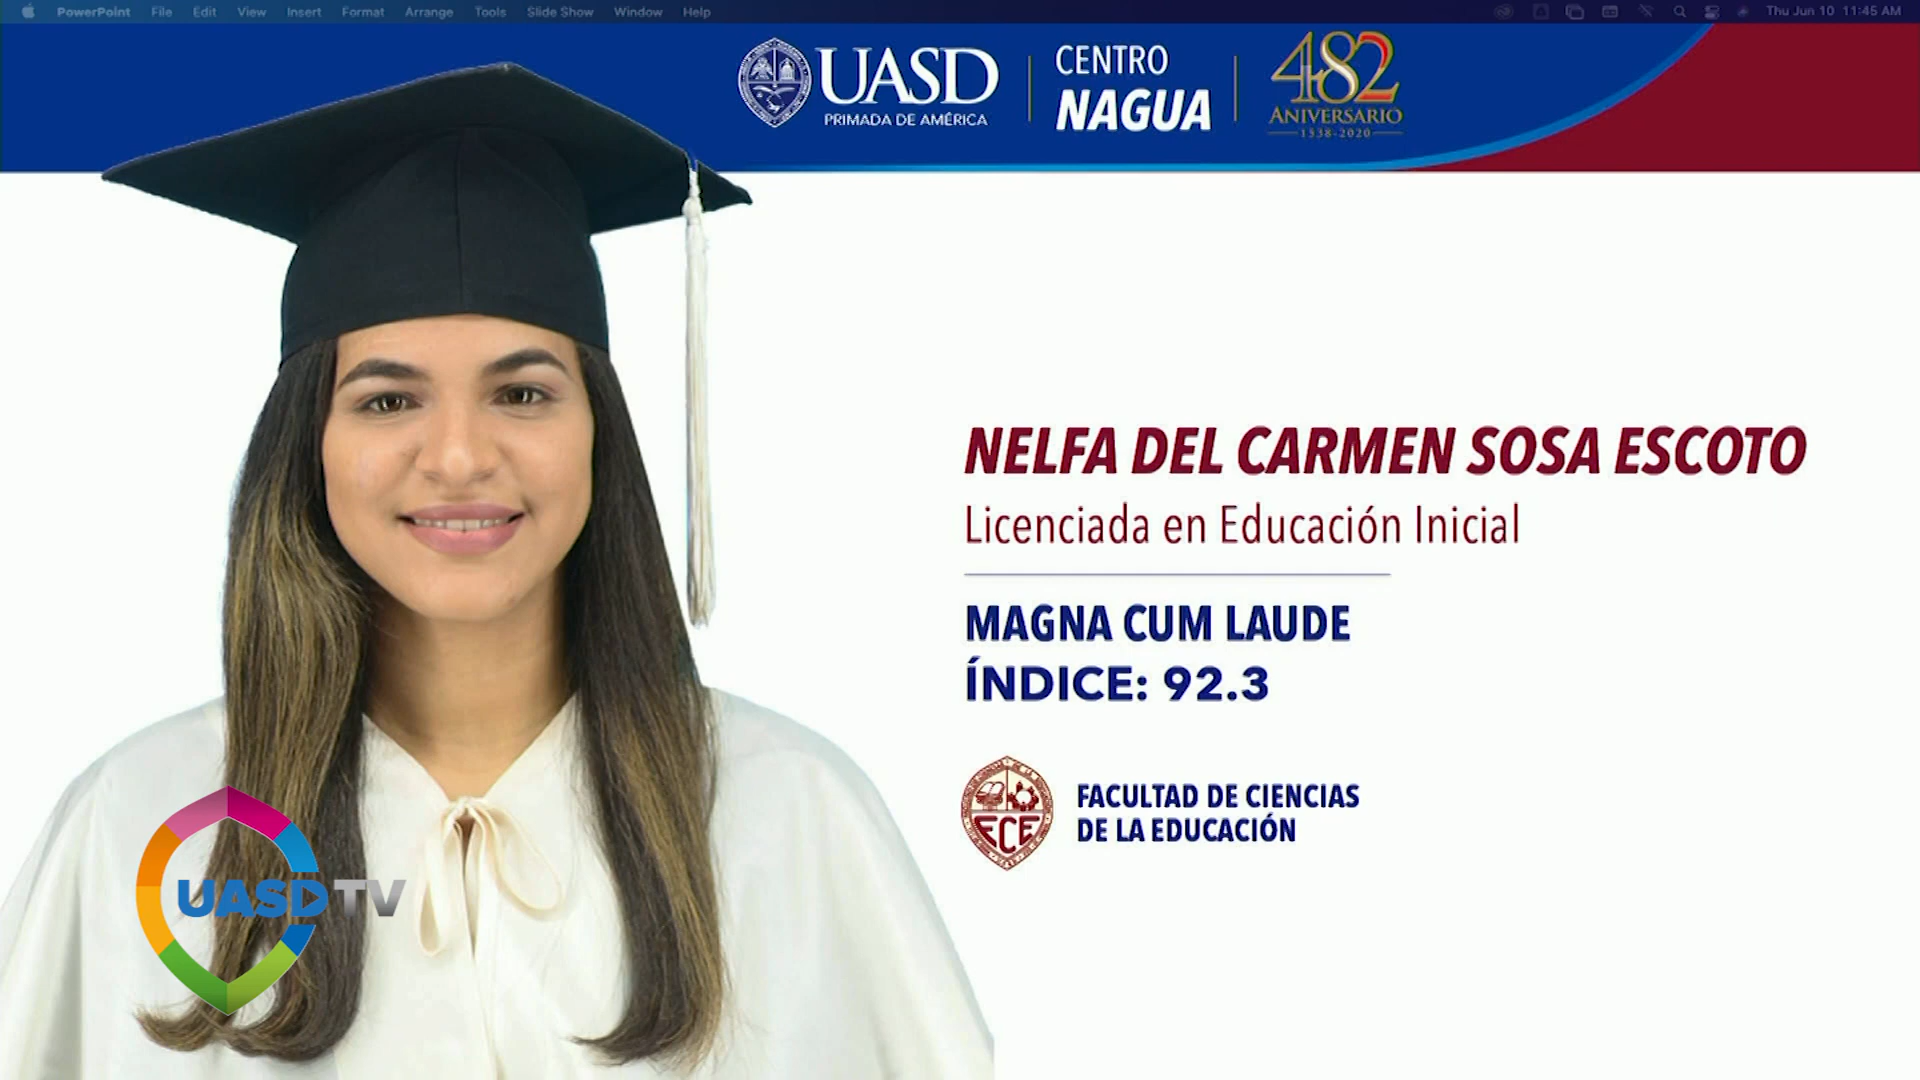 PowerPoint File Edit View Insert Format Arrange Tools Slide Show Window Help Thu Jun 10 11:45 AM
UASD
PRIMADA DE AMÉRICA
CENTRO
NAGUA
482
ANIVERSARIO
1538-2020
NELFA DEL CARMEN SOSA ESCOTO
Licenciada en Educación Inicial
MAGNA CUM LAUDE
ÍNDICE: 92.3
FCE
FACULTAD DE CIENCIAS
DE LA EDUCACIÓN
UASDTV